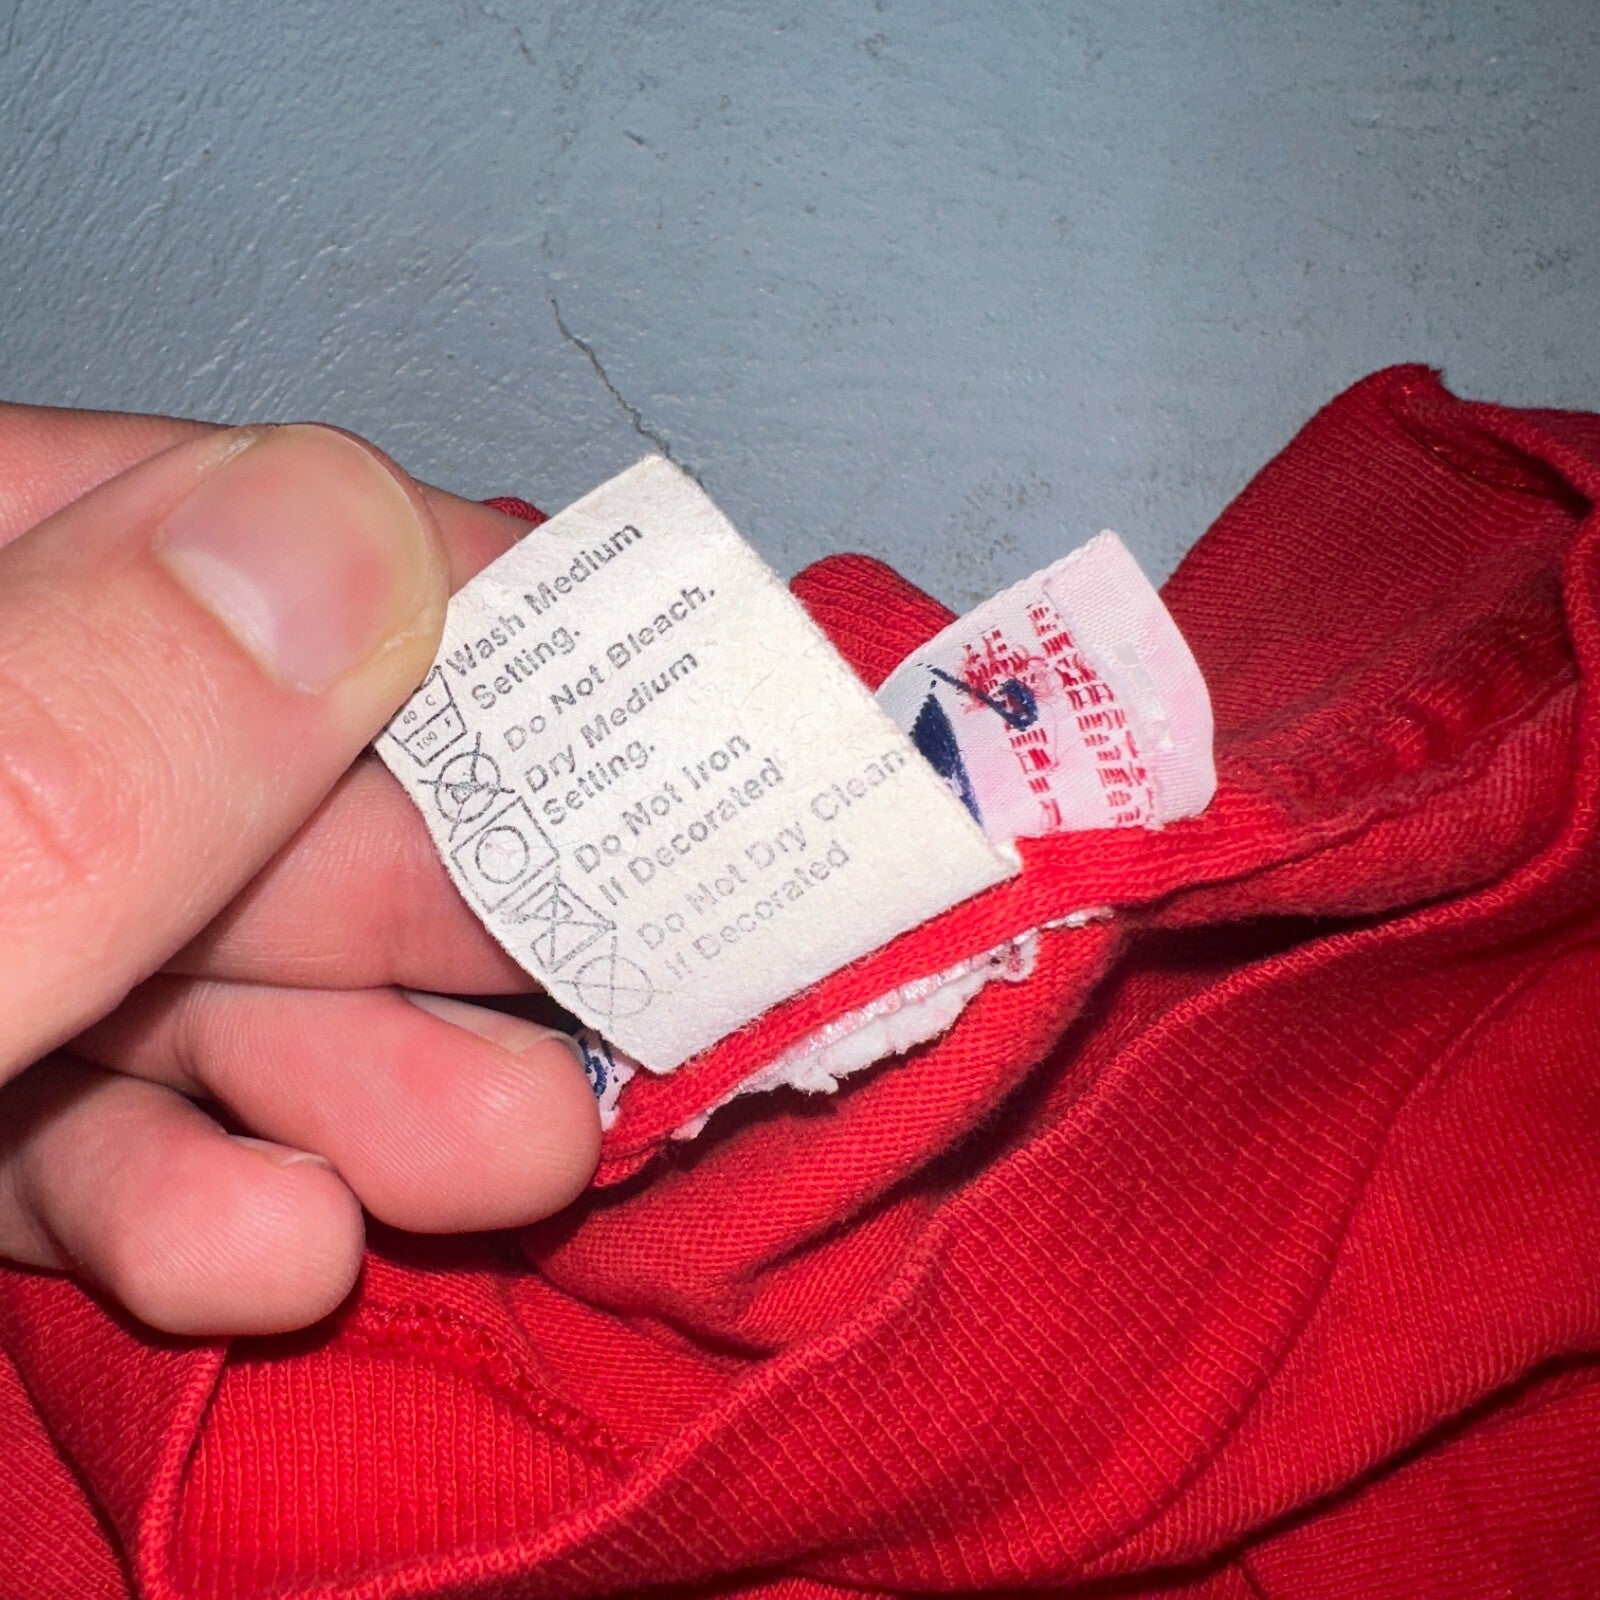 Wash Medium
Setting.
Do Not Bleach.
Dry Medium
Setting.
Do Not Iron
If Decorated
Do Not Dry Clean
If Decorated
60 C
100 F